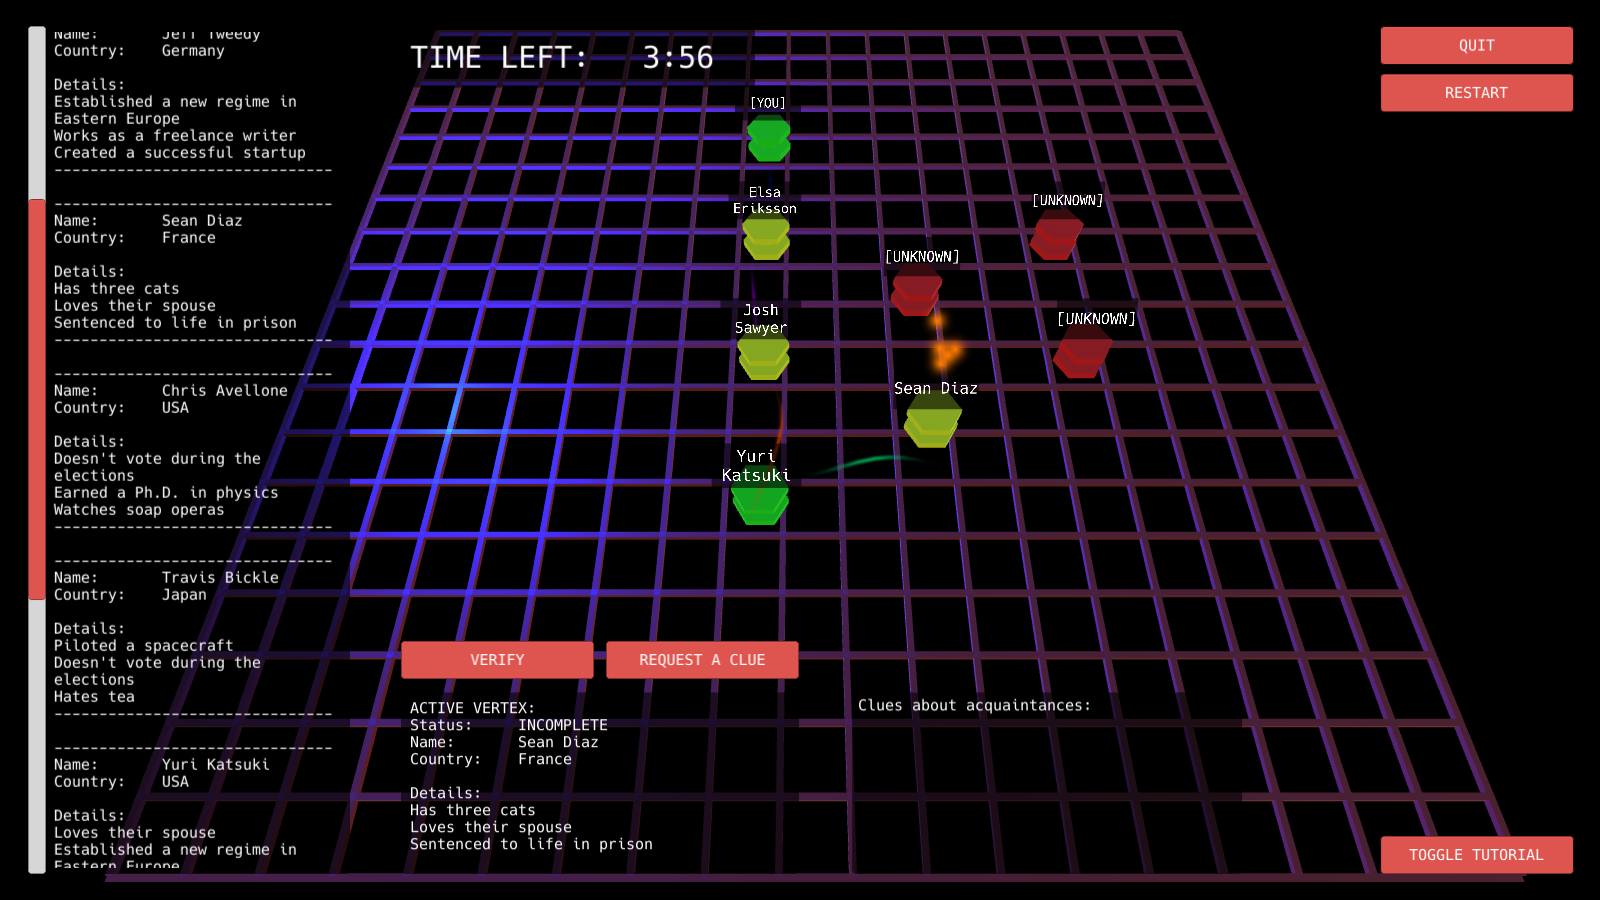 Name: Jeff Tweedy
Country: Germany
Details:
Established a new regime in
Eastern Europe
Works as a freelance writer
Created a successful startup
-------------------------------
-------------------------------
Name: Sean Diaz
Country: France
Details:
Has three cats
Loves their spouse
Sentenced to life in prison
-------------------------------
-------------------------------
Name: Chris Avellone
Country: USA
Details:
Doesn't vote during the
elections
Earned a Ph.D. in physics
Watches soap operas
-------------------------------
-------------------------------
Name: Travis Bickle
Country: Japan
Details:
Piloted a spacecraft
Doesn't vote during the
elections
Hates tea
-------------------------------
-------------------------------
Name: Yuri Katsuki
Country: USA
Details:
Loves their spouse
Established a new regime in
Eastern Europe
TIME LEFT: 3:56
[YOU]
Elsa
Eriksson
[UNKNOWN]
[UNKNOWN]
Josh
Sawyer
[UNKNOWN]
Sean Diaz
Yuri
Katsuki
VERIFY
REQUEST A CLUE
ACTIVE VERTEX:
Status: INCOMPLETE
Name: Sean Diaz
Country: France
Details:
Has three cats
Loves their spouse
Sentenced to life in prison
Clues about acquaintances:
QUIT
RESTART
TOGGLE TUTORIAL